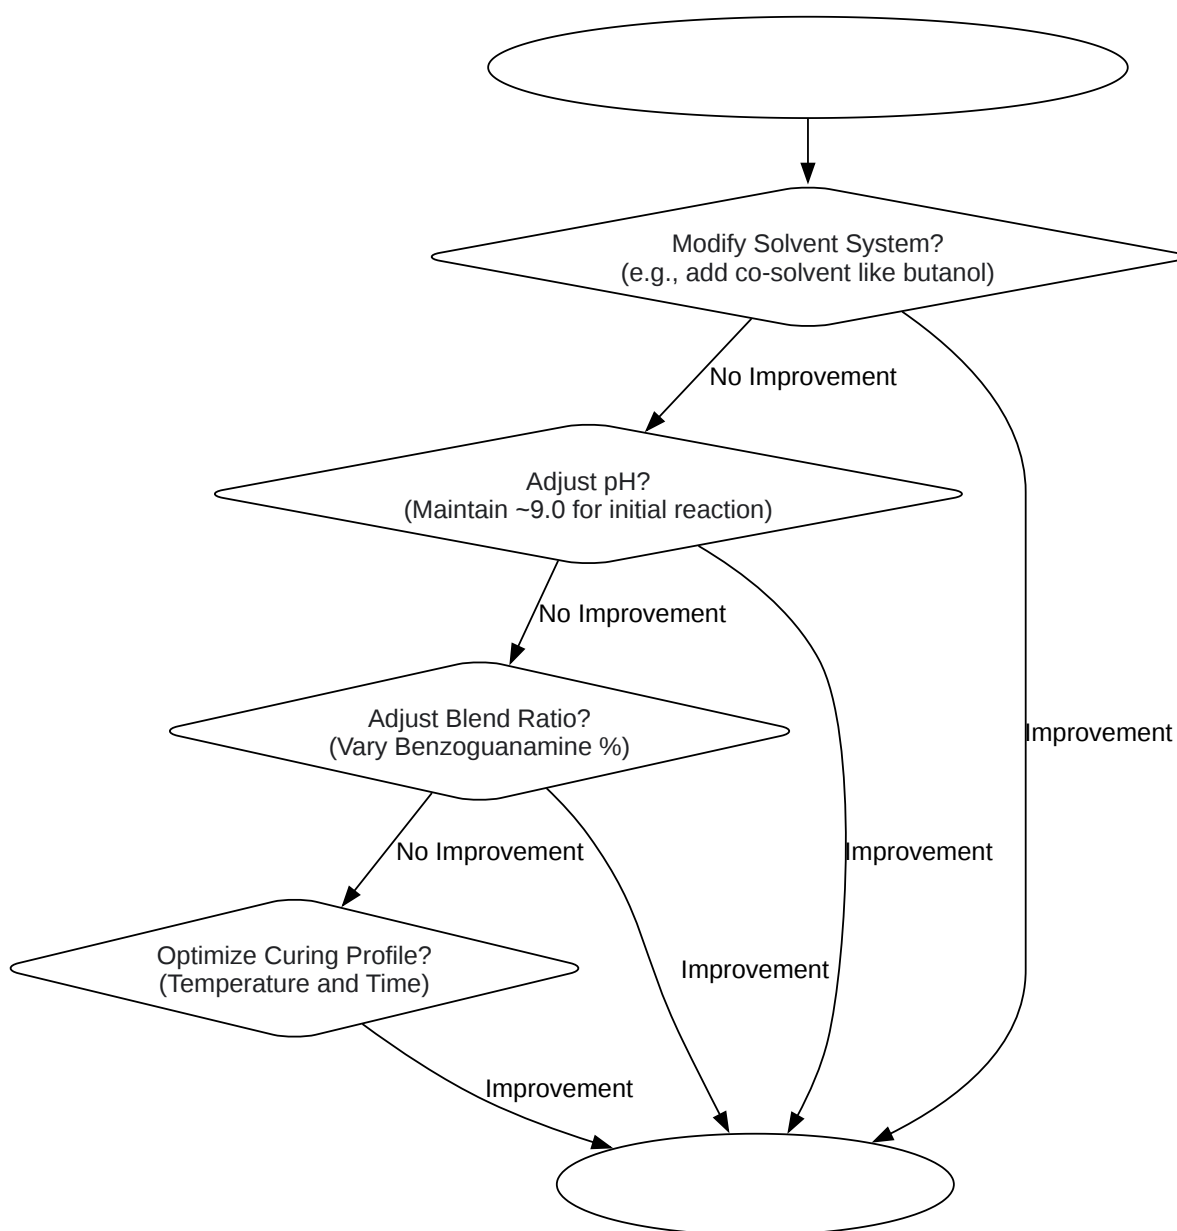 Modify Solvent System?
(e.g., add co-solvent like butanol)
No Improvement
Adjust pH?
(Maintain ~9.0 for initial reaction)
No Improvement
Adjust Blend Ratio?
(Vary Benzoguanamine %)
Improvement
No Improvement
Improvement
Optimize Curing Profile?
(Temperature and Time)
Improvement
Improvement